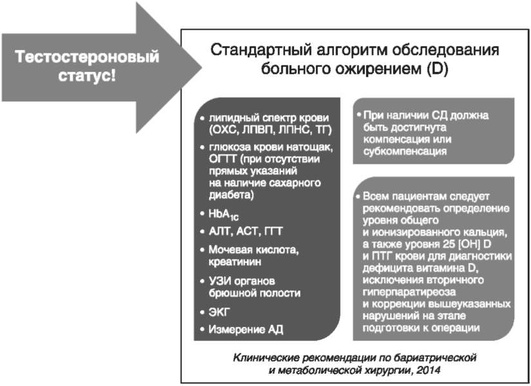 Тестостероновый
статус!
Стандартный алгоритм обследования
больного ожирением (D)
• липидный спектр крови
(ОХС, ЛПВП, ЛПНС, ТГ)
• глюкоза крови натощак,
ОГТТ (при отсутствии
прямых указаний
на наличие сахарного
диабета)
• HbA1c
• АЛТ, АСТ, ГГТ
• Мочевая кислота,
креатинин
• УЗИ органов
брюшной полости
• ЭКГ
• Измерение АД
• При наличии СД должна
быть достигнута
компенсация или
субкомпенсация
• Всем пациентам следует
рекомендовать определение
уровня общего
и ионизированного кальция,
а также уровня 25 [OH] D
и ПТГ крови для диагностики
дефицита витамина D,
исключения вторичного
гиперпаратиреоза
и коррекции вышеуказанных
нарушений на этапе
подготовки к операции
Клинические рекомендации по бариатрической
и метаболической хирургии, 2014